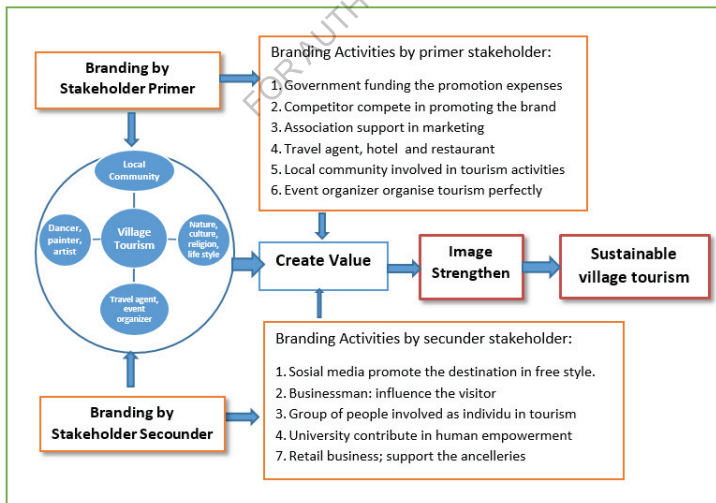 FOR AUTH
Branding by
Stakeholder Primer
Branding Activities by primer stakeholder:
1. Government funding the promotion expenses
2. Competitor compete in promoting the brand
3. Association support in marketing
4. Travel agent, hotel and restaurant
5. Local community involved in tourism activities
6. Event organizer organise tourism perfectly
Local
Community
Dancer,
painter,
artist
Village
Tourism
Nature,
culture,
religion,
life style
Travel agent,
event
organizer
Create Value
Image
Strengthen
Sustainable
village tourism
Branding by
Stakeholder Secounder
Branding Activities by secunder stakeholder:
1. Sosial media promote the destination in free style.
2. Businessman: influence the visitor
3. Group of people involved as individu in tourism
4. University contribute in human empowerment
7. Retail business; support the ancelleries